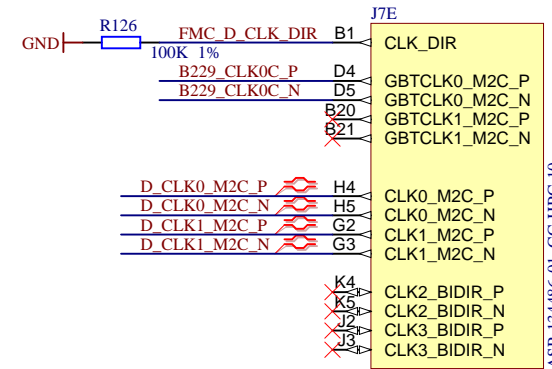 J7E
R126
GND
100K 1%
FMC_D_CLK_DIR B1 CLK_DIR
B229_CLK0C_P D4 GBTCLK0_M2C_P
B229_CLK0C_N D5 GBTCLK0_M2C_N
B20 GBTCLK1_M2C_P
B21 GBTCLK1_M2C_N
D_CLK0_M2C_P H4 CLK0_M2C_P
D_CLK0_M2C_N H5 CLK0_M2C_N
D_CLK1_M2C_P G2 CLK1_M2C_P
D_CLK1_M2C_N G3 CLK1_M2C_N
K4 CLK2_BIDIR_P
K5 CLK2_BIDIR_N
J2 CLK3_BIDIR_P
J3 CLK3_BIDIR_N